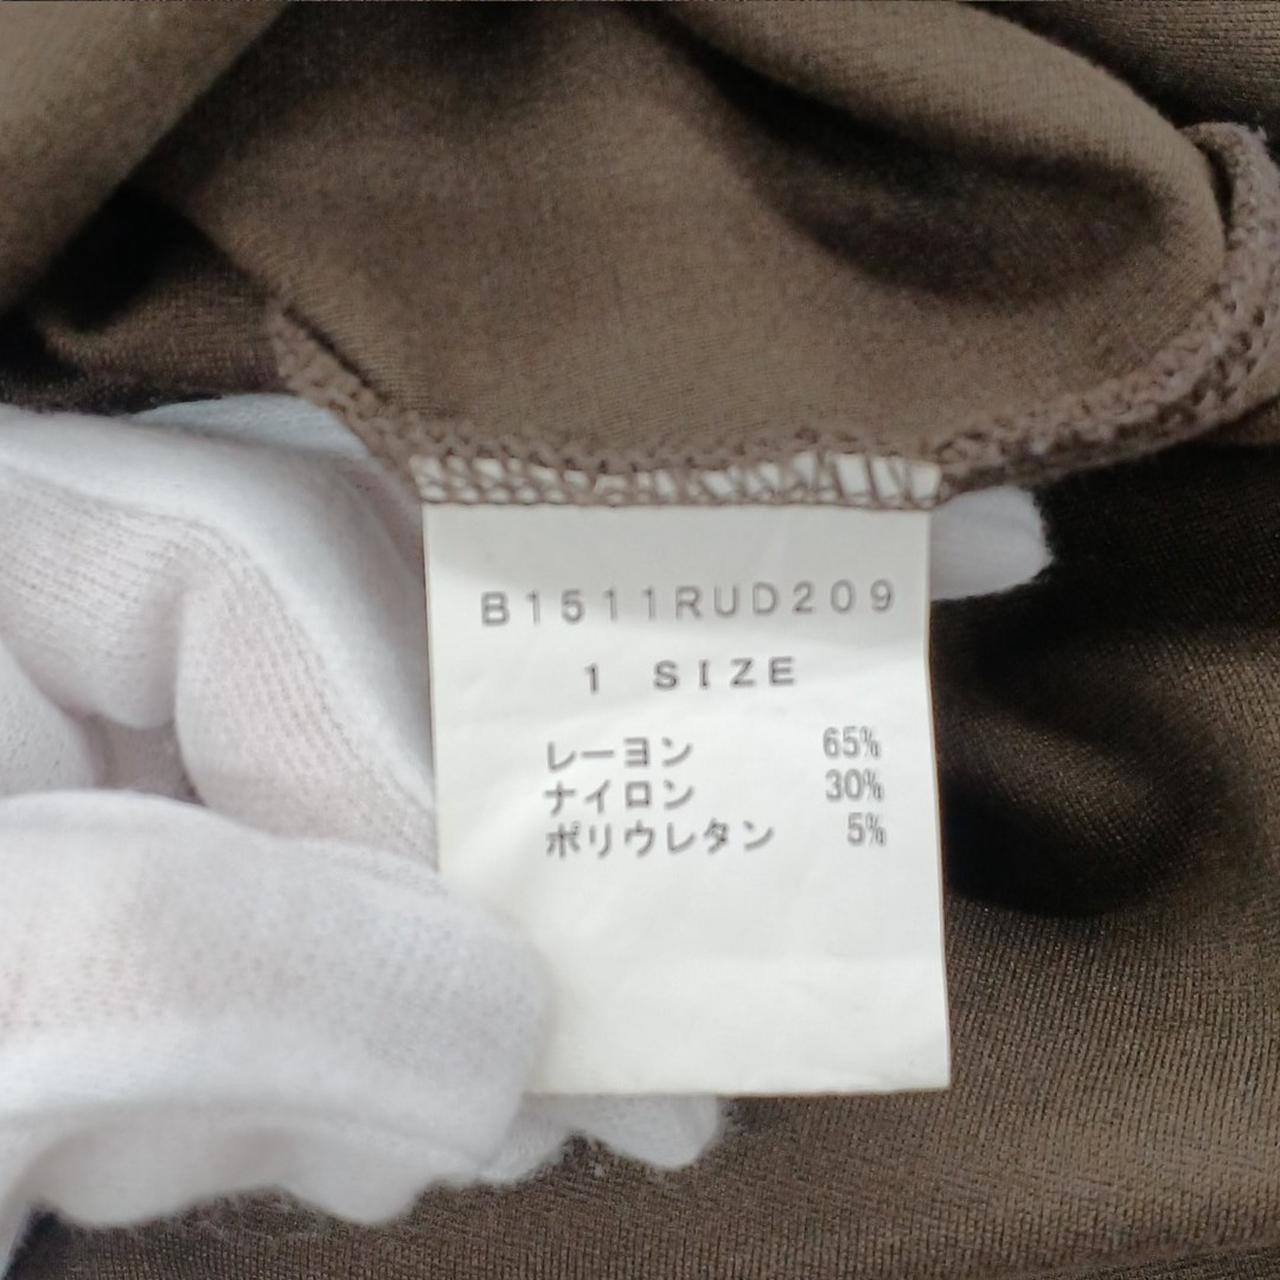 B1511RUD209
1 SIZE
レーヨン 65%
ナイロン 30%
ポリウレタン 5%